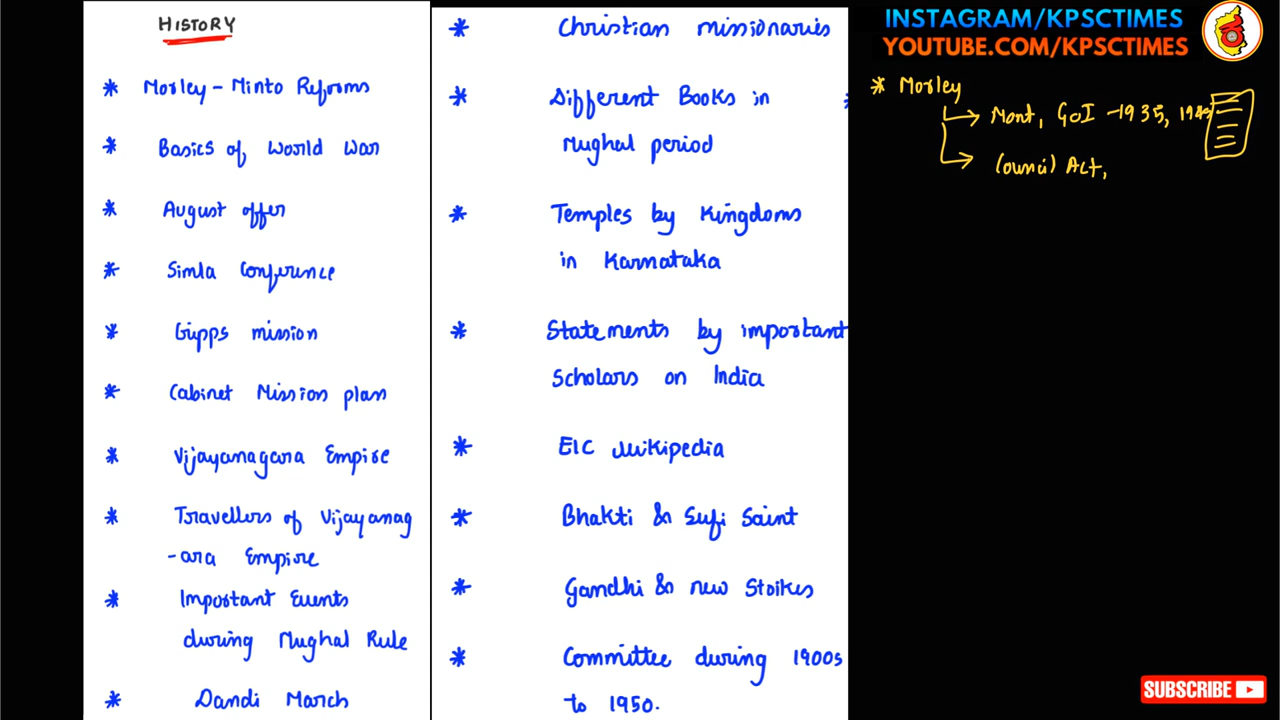 HISTORY
* Morley - Minto Reforms
* Basics of World War
* August offer
* Simla Conference
* Gripps mission
* Cabinet Mission plan
* Vijayanagara Empire
* Travellers of Vijayanag
-ara Empire
* Important Events
during Mughal Rule
* Dandi March
* Christian missionaries
* Different Books in
Mughal period
* Temples by Kingdoms
in Karnataka
* Statements by important
Scholars on India
* EIC Wikipedia
* Bhakti & Sufi Saint
* Gandhi & new Stoikes
* Committee during 1900s
to 1950.
INSTAGRAM/KPSCTIMES
YOUTUBE.COM/KPSCTIMES
* Morley
→ Mont, GoI - 1935,
→ Council Act,
SUBSCRIBE